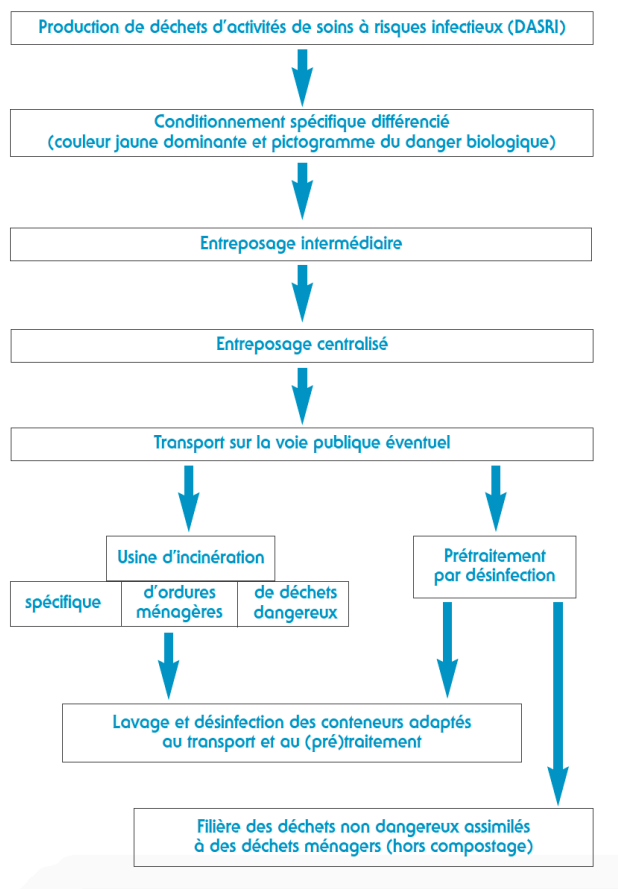 Production de déchets d'activités de soins à risques infectieux (DASRI)
Conditionnement spécifique différencié
(couleur jaune dominante et pictogramme du danger biologique)
Entreposage intermédiaire
Entreposage centralisé
Transport sur la voie publique éventuel
Usine d'incinération
spécifique
d'ordures
ménagères
de déchets
dangereux
Prétraitement
par désinfection
Lavage et désinfection des conteneurs adaptés
au transport et au (pré)traitement
Filière des déchets non dangereux assimilés
à des déchets ménagers (hors compostage)